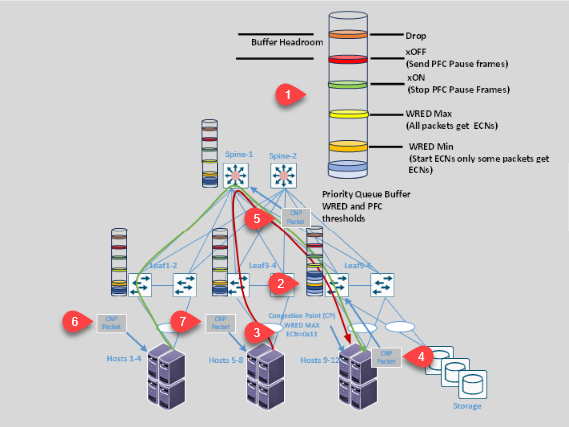 Buffer Headroom
Drop
xOFF
(Send PFC Pause frames)
xON
(Stop PFC Pause Frames)
1
WRED Max
(All packets get ECNs)
WRED Min
(Start ECNs only some packets get
ECNs)
Priority Queue Buffer
WRED and PFC
thresholds
Spine-1
Spine-2
5
CNP
Packet
Leaf1-2
Leaf3-4
Leaf5-6
2
6
CNP
Packet
7
CNP
Packet
3
Congestion Point (CP)
WRED MAX
ECN=0x11
Hosts 1-4
Hosts 5-8
Hosts 9-12
CNP
Packet
4
Storage